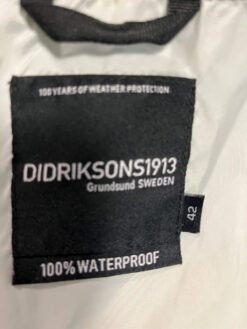 100 YEARS OF WEATHER PROTECTION
DIDRIKSONS1913
Grundsund SWEDEN
42
100% WATERPROOF